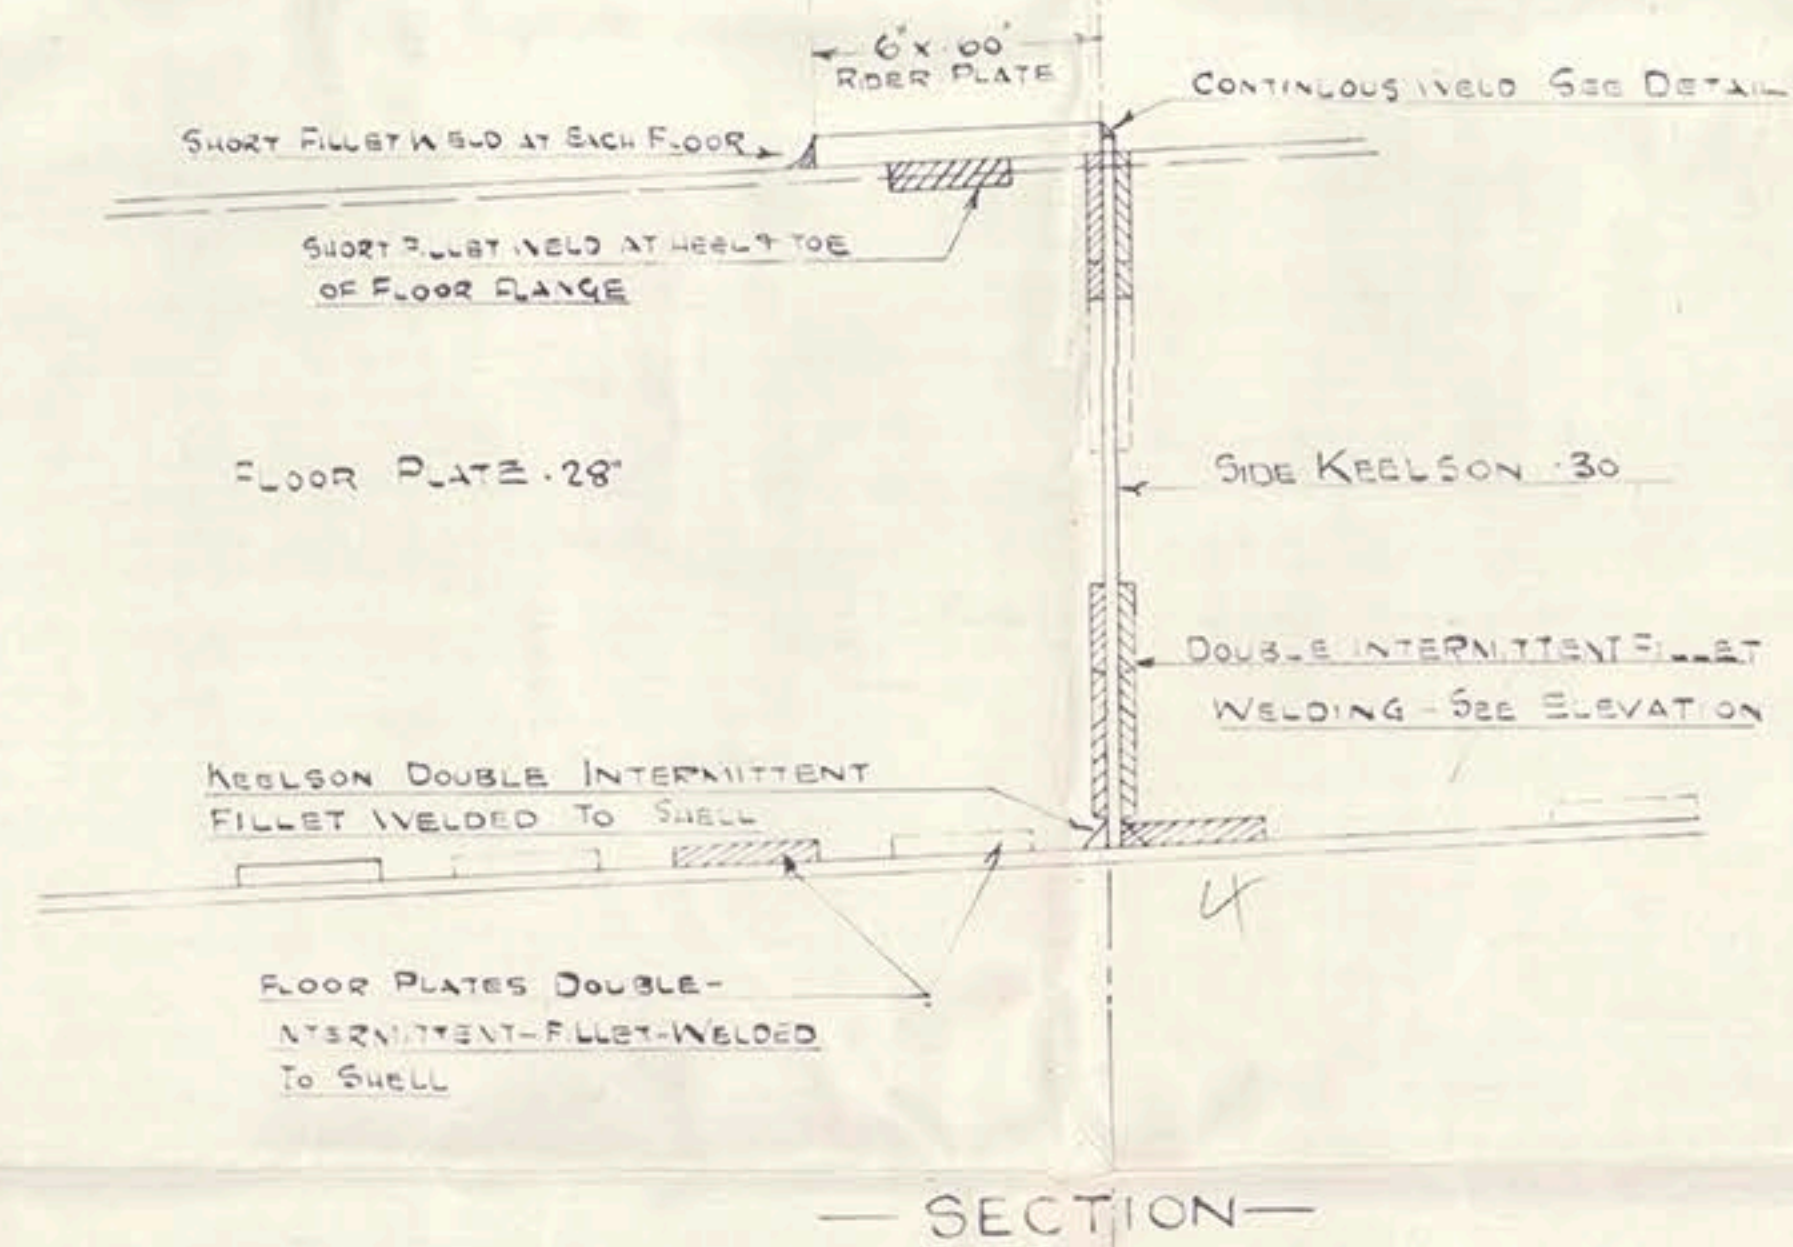 6" x .60"
RIDER PLATE
CONTINUOUS WELD SEE DETAIL
SHORT FILLET WELD AT EACH FLOOR
SHORT FILLET WELD AT HEEL & TOE
OF FLOOR FLANGE
FLOOR PLATE .28"
SIDE KEELSON .30
DOUBLE INTERMITTENT FILLET
WELDING - SEE ELEVATION
KEELSON DOUBLE INTERMITTENT
FILLET WELDED TO SHELL
4
FLOOR PLATES DOUBLE-
INTERMITTENT-FILLET-WELDED
TO SHELL
— SECTION —